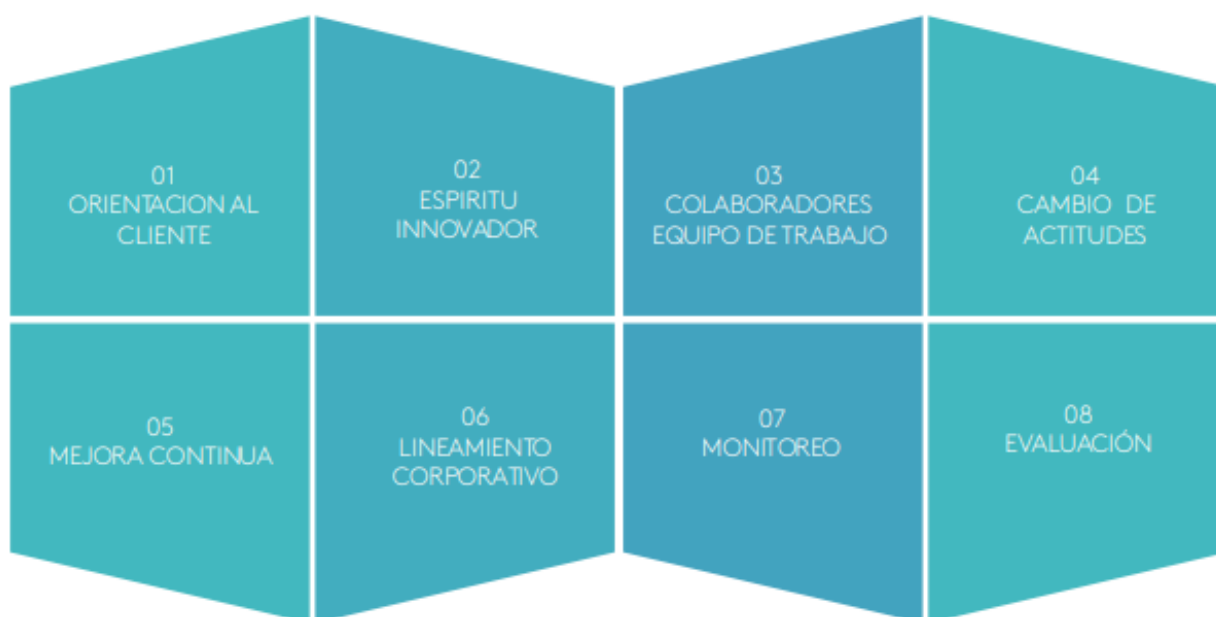 01
ORIENTACION AL
CLIENTE
02
ESPIRITU
INNOVADOR
03
COLABORADORES
EQUIPO DE TRABAJO
04
CAMBIO DE
ACTITUDES
05
MEJORA CONTINUA
06
LINEAMIENTO
CORPORATIVO
07
MONITOREO
08
EVALUACIÓN